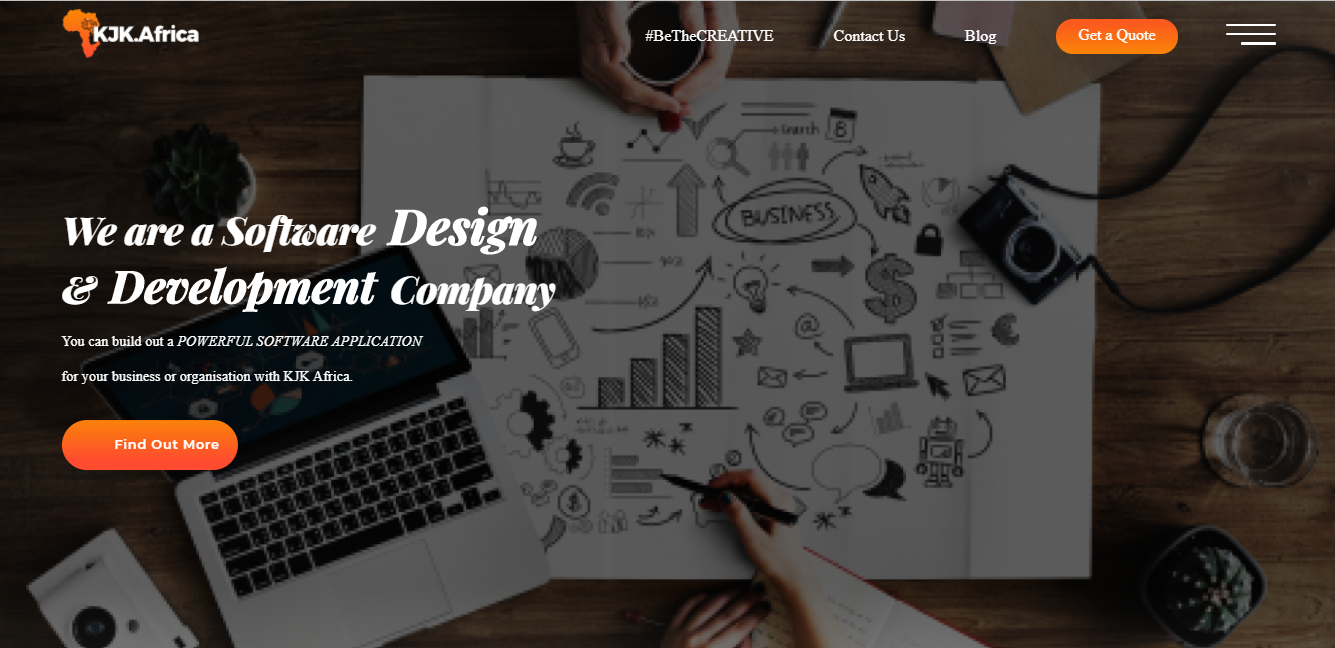 KJK.Africa
#BeTheCREATIVE
Contact Us
Blog
Get a Quote
Search
8
BUSINESS
We are a Software Design
& Development Company
You can build out a POWERFUL SOFTWARE APPLICATION
for your business or organisation with KJK Africa.
Find Out More